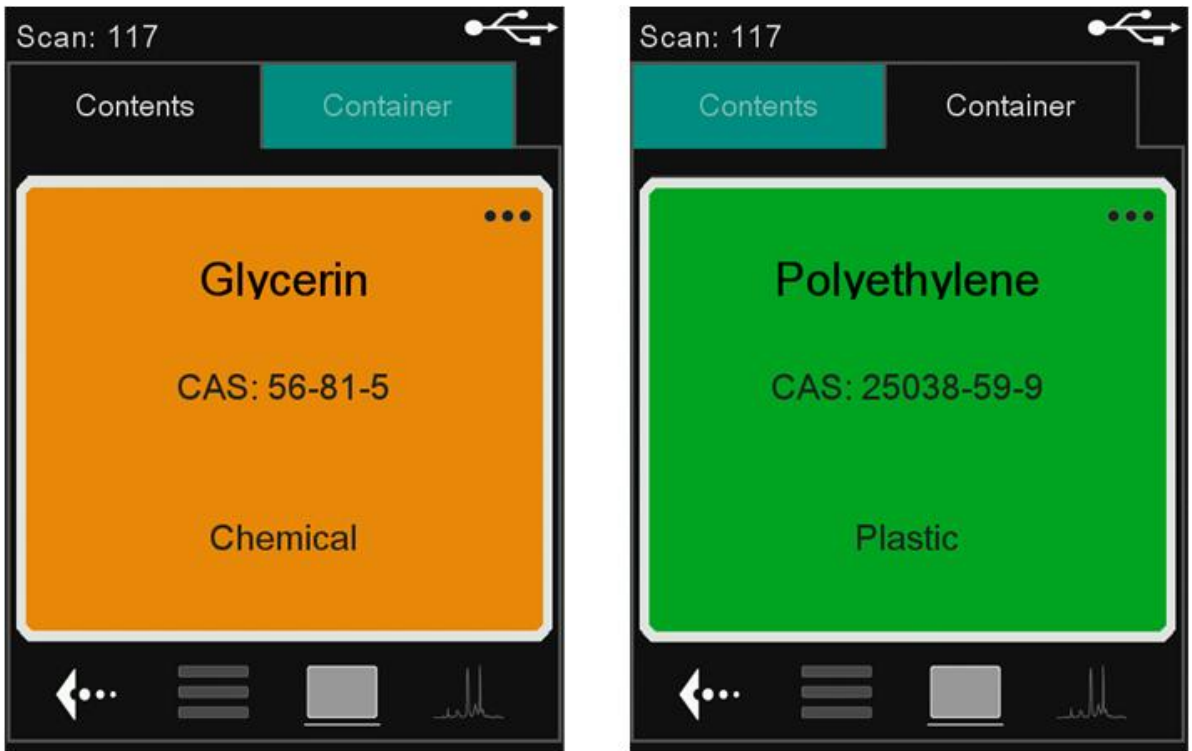 Scan: 117
Contents
Container
Glycerin
CAS: 56-81-5
Chemical
Scan: 117
Contents
Container
Polyethylene
CAS: 25038-59-9
Plastic